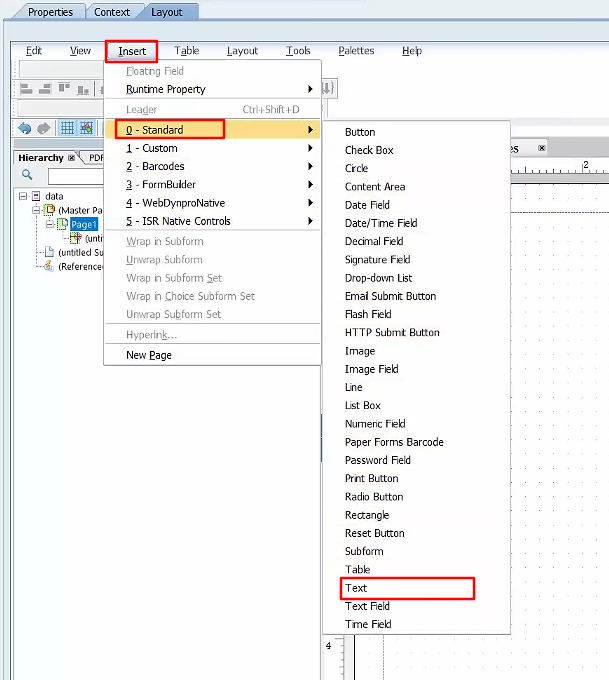 Properties Context Layout
Edit View Insert Table Layout Tools Palettes Help
Floating Field
Runtime Property
Leader Ctrl+Shift+D
0 - Standard
1 - Custom
2 - Barcodes
3 - FormBuilder
4 - WebDynproNative
5 - ISR Native Controls
Wrap in Subform
Unwrap Subform
Wrap in Subform Set
Wrap in Choice Subform Set
Unwrap Subform Set
Hyperlink...
New Page
Button
Check Box
Circle
Content Area
Date Field
Date/Time Field
Decimal Field
Signature Field
Drop-down List
Email Submit Button
Flash Field
HTTP Submit Button
Image
Image Field
Line
List Box
Numeric Field
Paper Forms Barcode
Password Field
Print Button
Radio Button
Rectangle
Reset Button
Subform
Table
Text
Text Field
Time Field
Hierarchy PDF
data
(Master Pa
Page1
(unti
(untitled Su
(Referenced
es
2
4